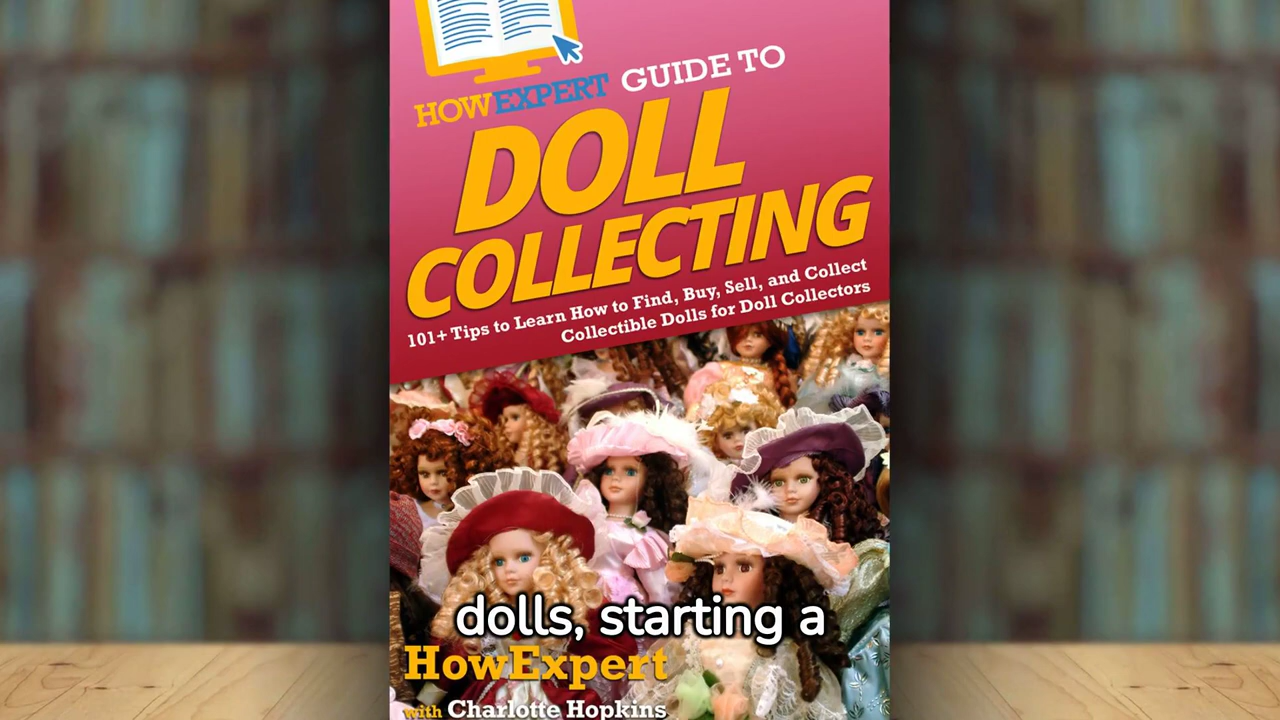 HOWEXPERT GUIDE TO
DOLL
COLLECTING
101+ Tips to Learn How to Find, Buy, Sell, and Collect
Collectible Dolls for Doll Collectors
dolls, starting a
HowExpert
with Charlotte Hopkins